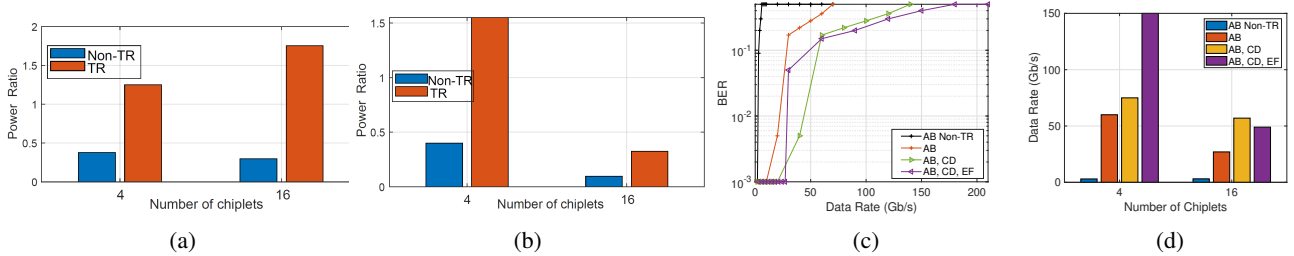 2
1.5
1
0.5
0
Power Ratio
Non-TR
TR
4
16
Number of chiplets
(a)
1.5
1
0.5
0
Power Ratio
Non-TR
TR
4
16
Number of chiplets
(b)
10-1
10-2
10-3
BER
AB Non-TR
AB
AB, CD
AB, CD, EF
0 50 100 150 200
Data Rate (Gb/s)
(c)
150
100
50
0
Data Rate (Gb/s)
AB Non-TR
AB
AB, CD
AB, CD, EF
4
16
Number of Chiplets
(d)